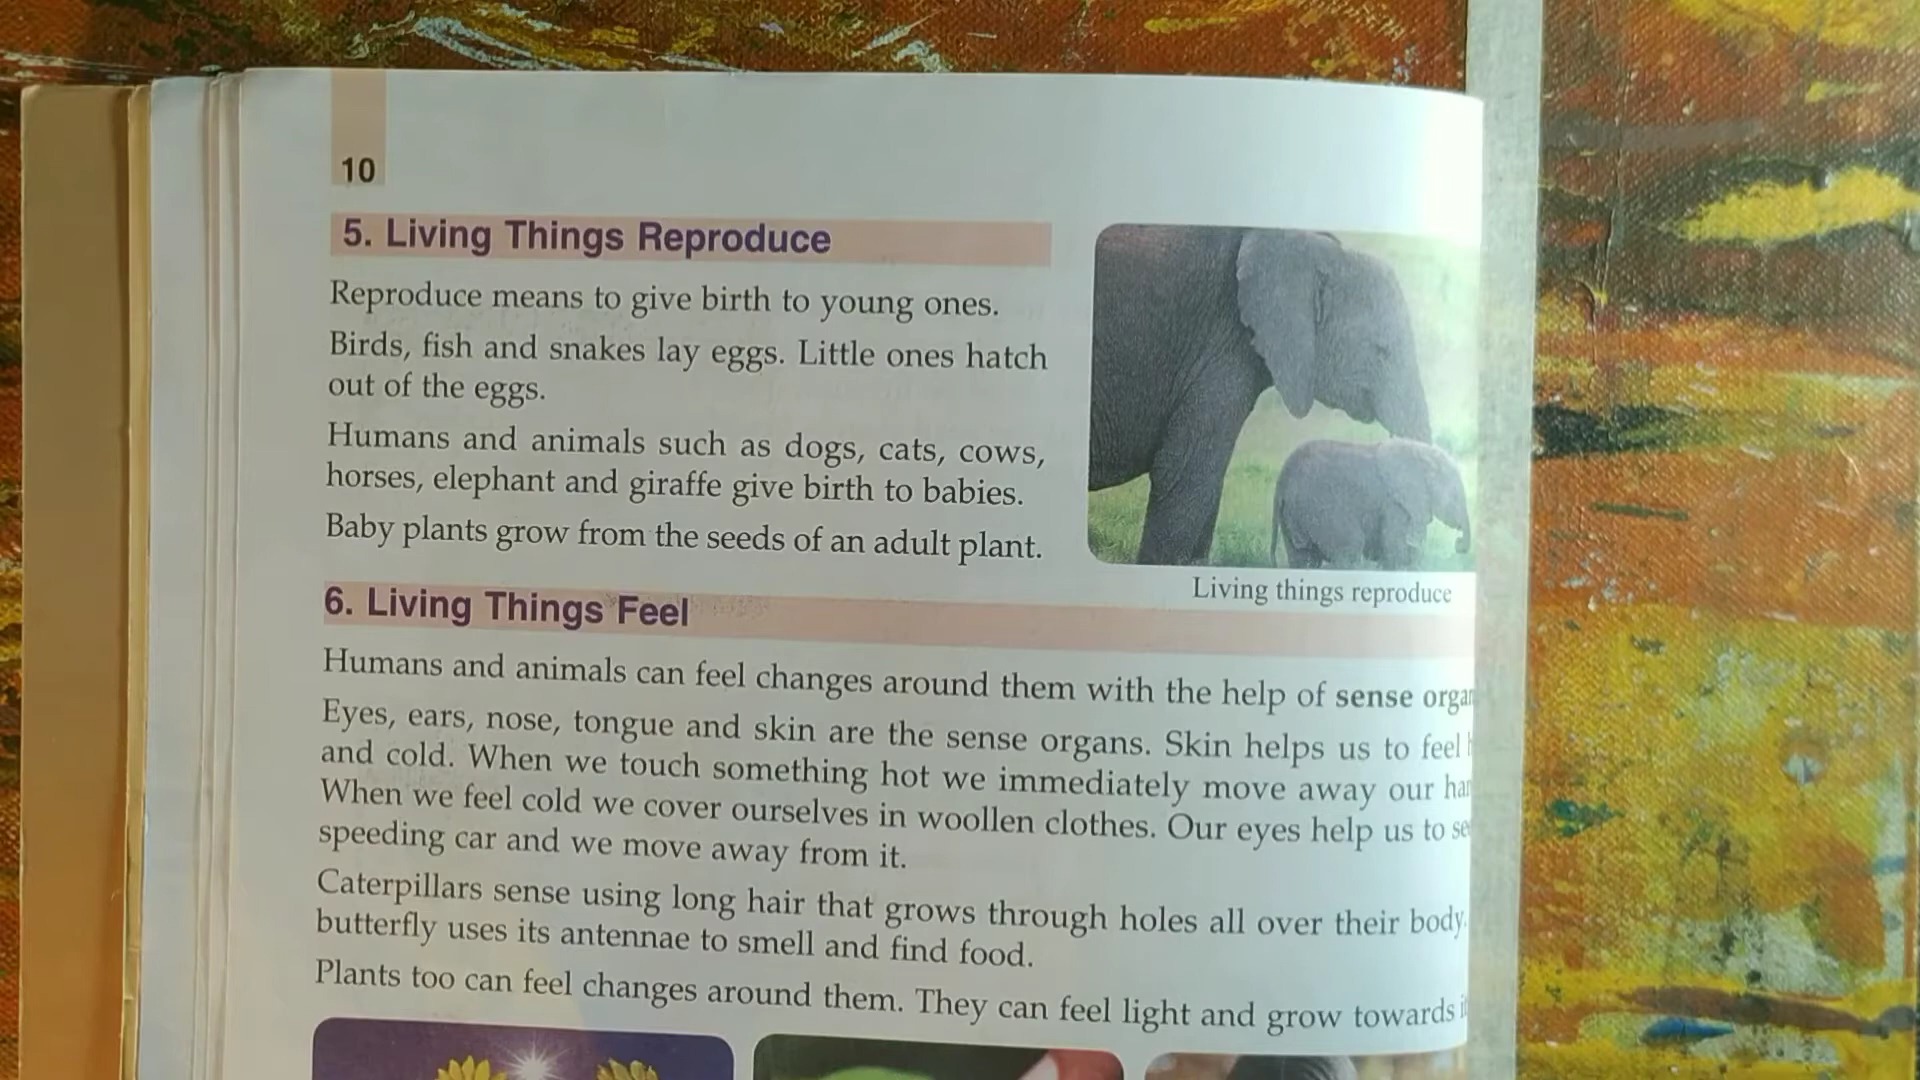 10
5. Living Things Reproduce
Reproduce means to give birth to young ones.
Birds, fish and snakes lay eggs. Little ones hatch
out of the eggs.
Humans and animals such as dogs, cats, cows,
horses, elephant and giraffe give birth to babies.
Baby plants grow from the seeds of an adult plant.
Living things reproduce
6. Living Things Feel
Humans and animals can feel changes around them with the help of sense
Eyes, ears, nose, tongue and skin are the sense organs. Skin helps us to feel
and cold. When we touch something hot we immediately move away our
When we feel cold we cover ourselves in woollen clothes. Our eyes help us to
speeding car and we move away from it.
Caterpillars sense using long hair that grows through holes all over their body.
butterfly uses its antennae to smell and find food.
Plants too can feel changes around them. They can feel light and grow towards